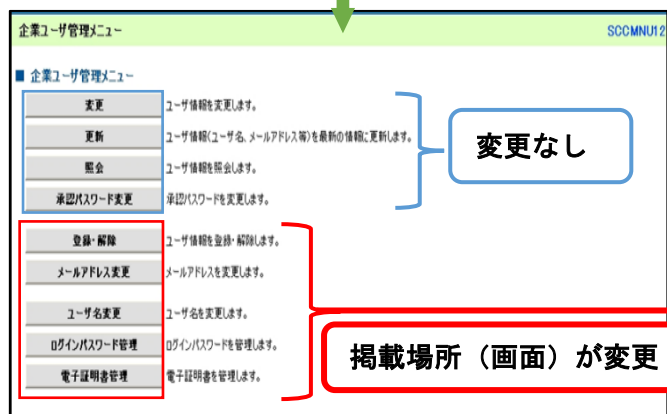 企業ユーザ管理メニュー SCCMNU12
■ 企業ユーザ管理メニュー
変更 ユーザ情報を変更します。
更新 ユーザ情報(ユーザ名、メールアドレス等)を最新の情報に更新します。
照会 ユーザ情報を照会します。
承認パスワード変更 承認パスワードを変更します。
変更なし
登録・解除 ユーザ情報を登録・解除します。
メールアドレス変更 メールアドレスを変更します。
ユーザ名変更 ユーザ名を変更します。
ログインパスワード管理 ログインパスワードを管理します。
電子証明書管理 電子証明書を管理します。
掲載場所（画面）が変更